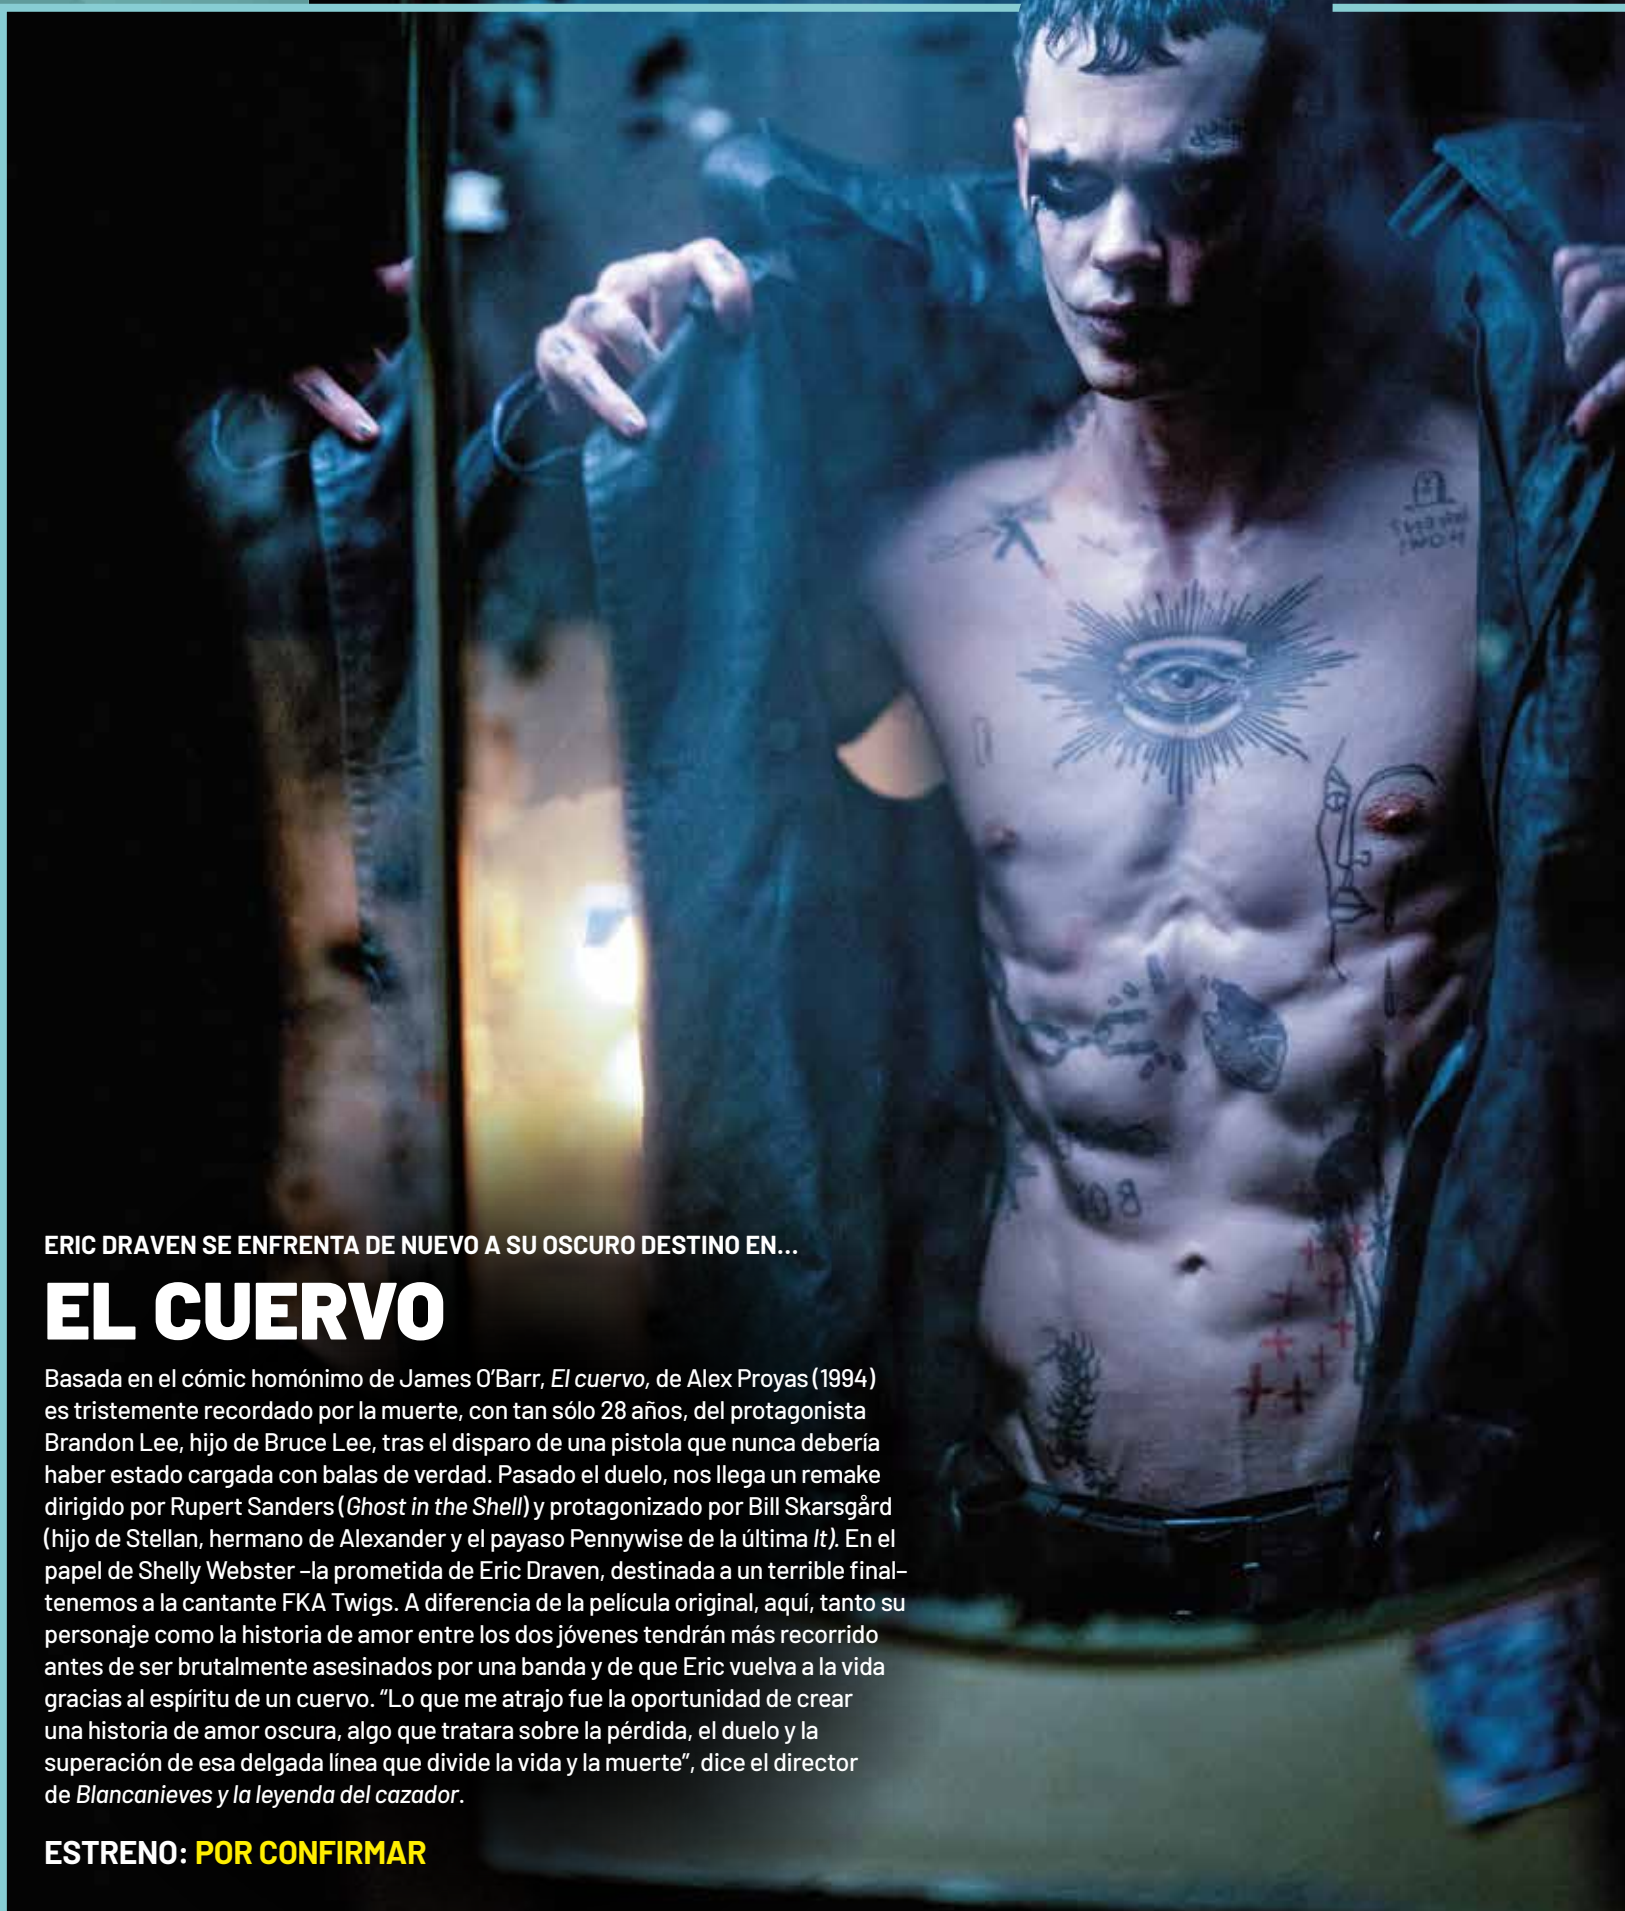 ERIC DRAVEN SE ENFRENTA DE NUEVO A SU OSCURO DESTINO EN...
EL CUERVO
Basada en el cómic homónimo de James O'Barr, El cuervo, de Alex Proyas (1994)
es tristemente recordado por la muerte, con tan sólo 28 años, del protagonista
Brandon Lee, hijo de Bruce Lee, tras el disparo de una pistola que nunca debería
haber estado cargada con balas de verdad. Pasado el duelo, nos llega un remake
dirigido por Rupert Sanders (Ghost in the Shell) y protagonizado por Bill Skarsgård
(hijo de Stellan, hermano de Alexander y el payaso Pennywise de la última It). En el
papel de Shelly Webster –la prometida de Eric Draven, destinada a un terrible final–
tenemos a la cantante FKA Twigs. A diferencia de la película original, aquí, tanto su
personaje como la historia de amor entre los dos jóvenes tendrán más recorrido
antes de ser brutalmente asesinados por una banda y de que Eric vuelva a la vida
gracias al espíritu de un cuervo. “Lo que me atrajo fue la oportunidad de crear
una historia de amor oscura, algo que tratara sobre la pérdida, el duelo y la
superación de esa delgada línea que divide la vida y la muerte”, dice el director
de Blancanieves y la leyenda del cazador.
ESTRENO: POR CONFIRMAR